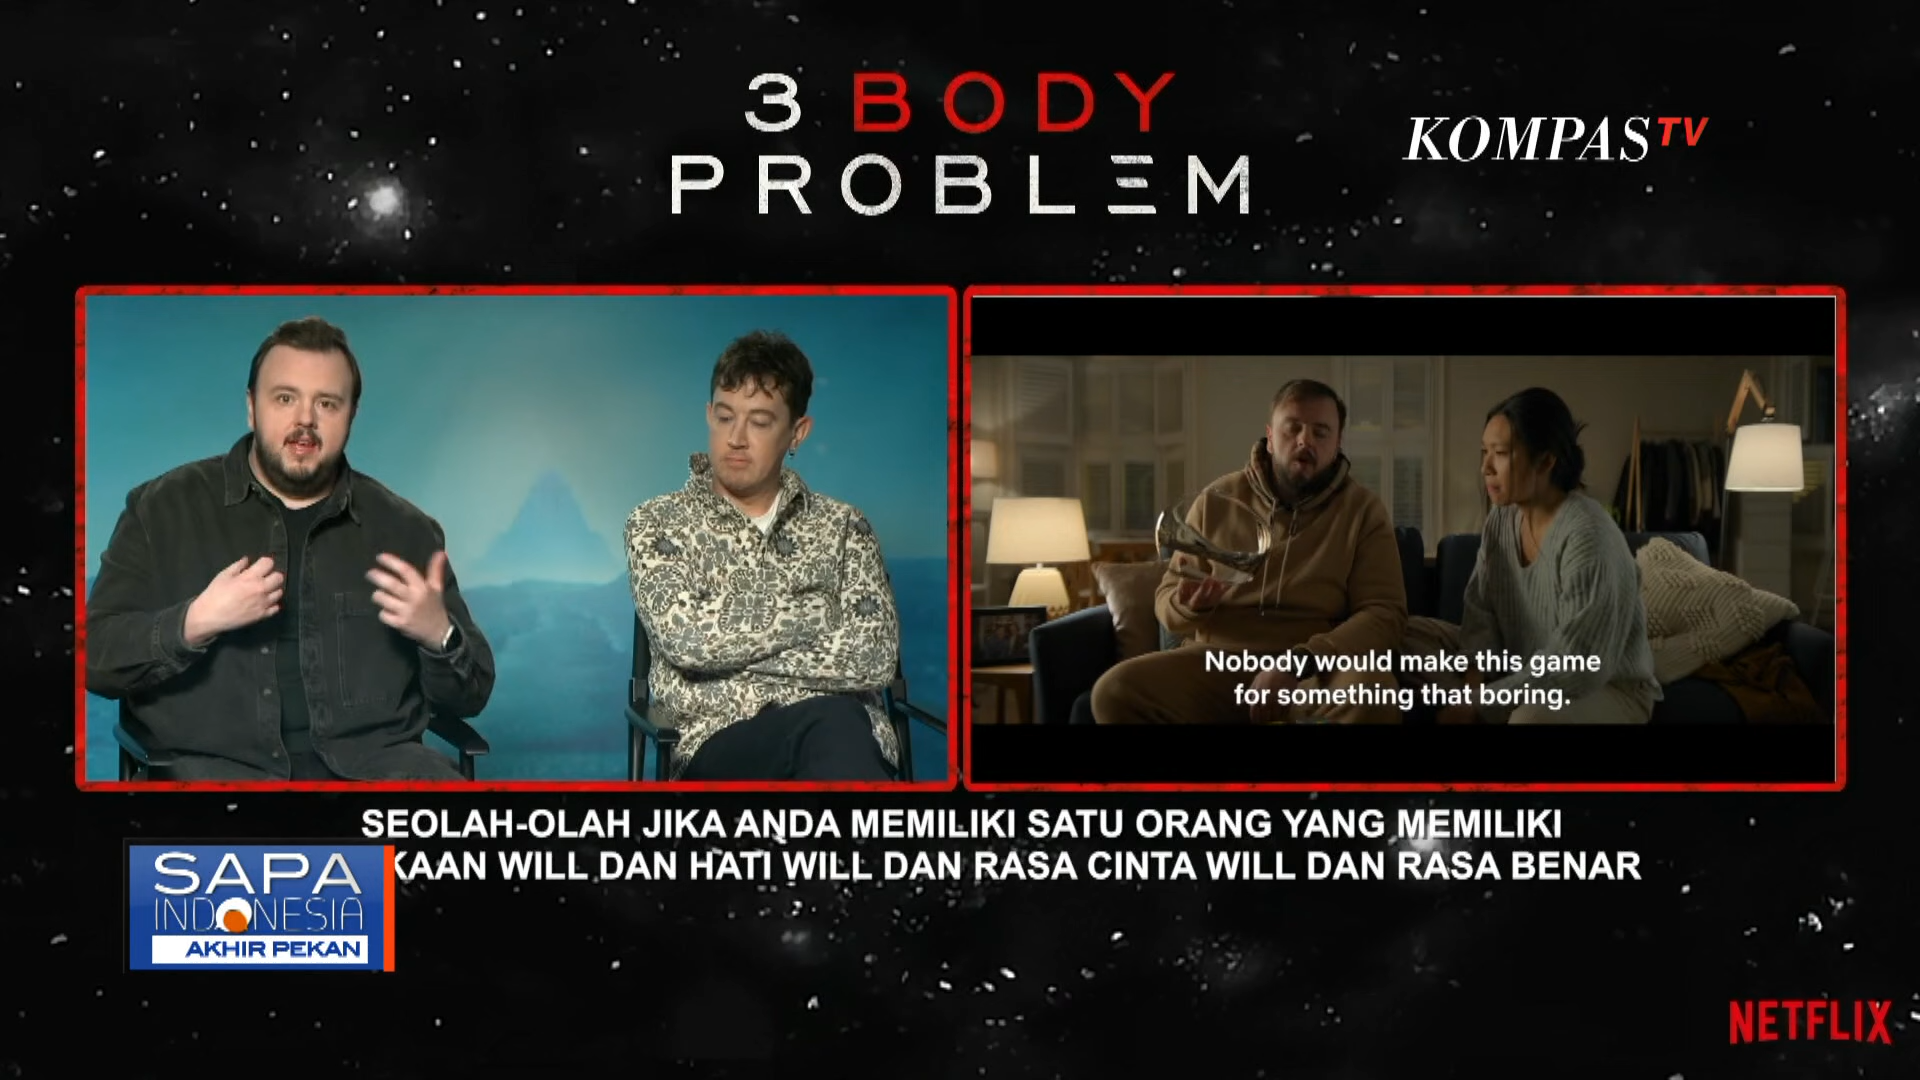 3 BODY
PROBLEM
KOMPAS TV
Nobody would make this game
for something that boring.
SEOLAH-OLAH JIKA ANDA MEMILIKI SATU ORANG YANG MEMILIKI
KAAN WILL DAN HATI WILL DAN RASA CINTA WILL DAN RASA BENAR
SAPA
INDONESIA
AKHIR PEKAN
NETFLIX